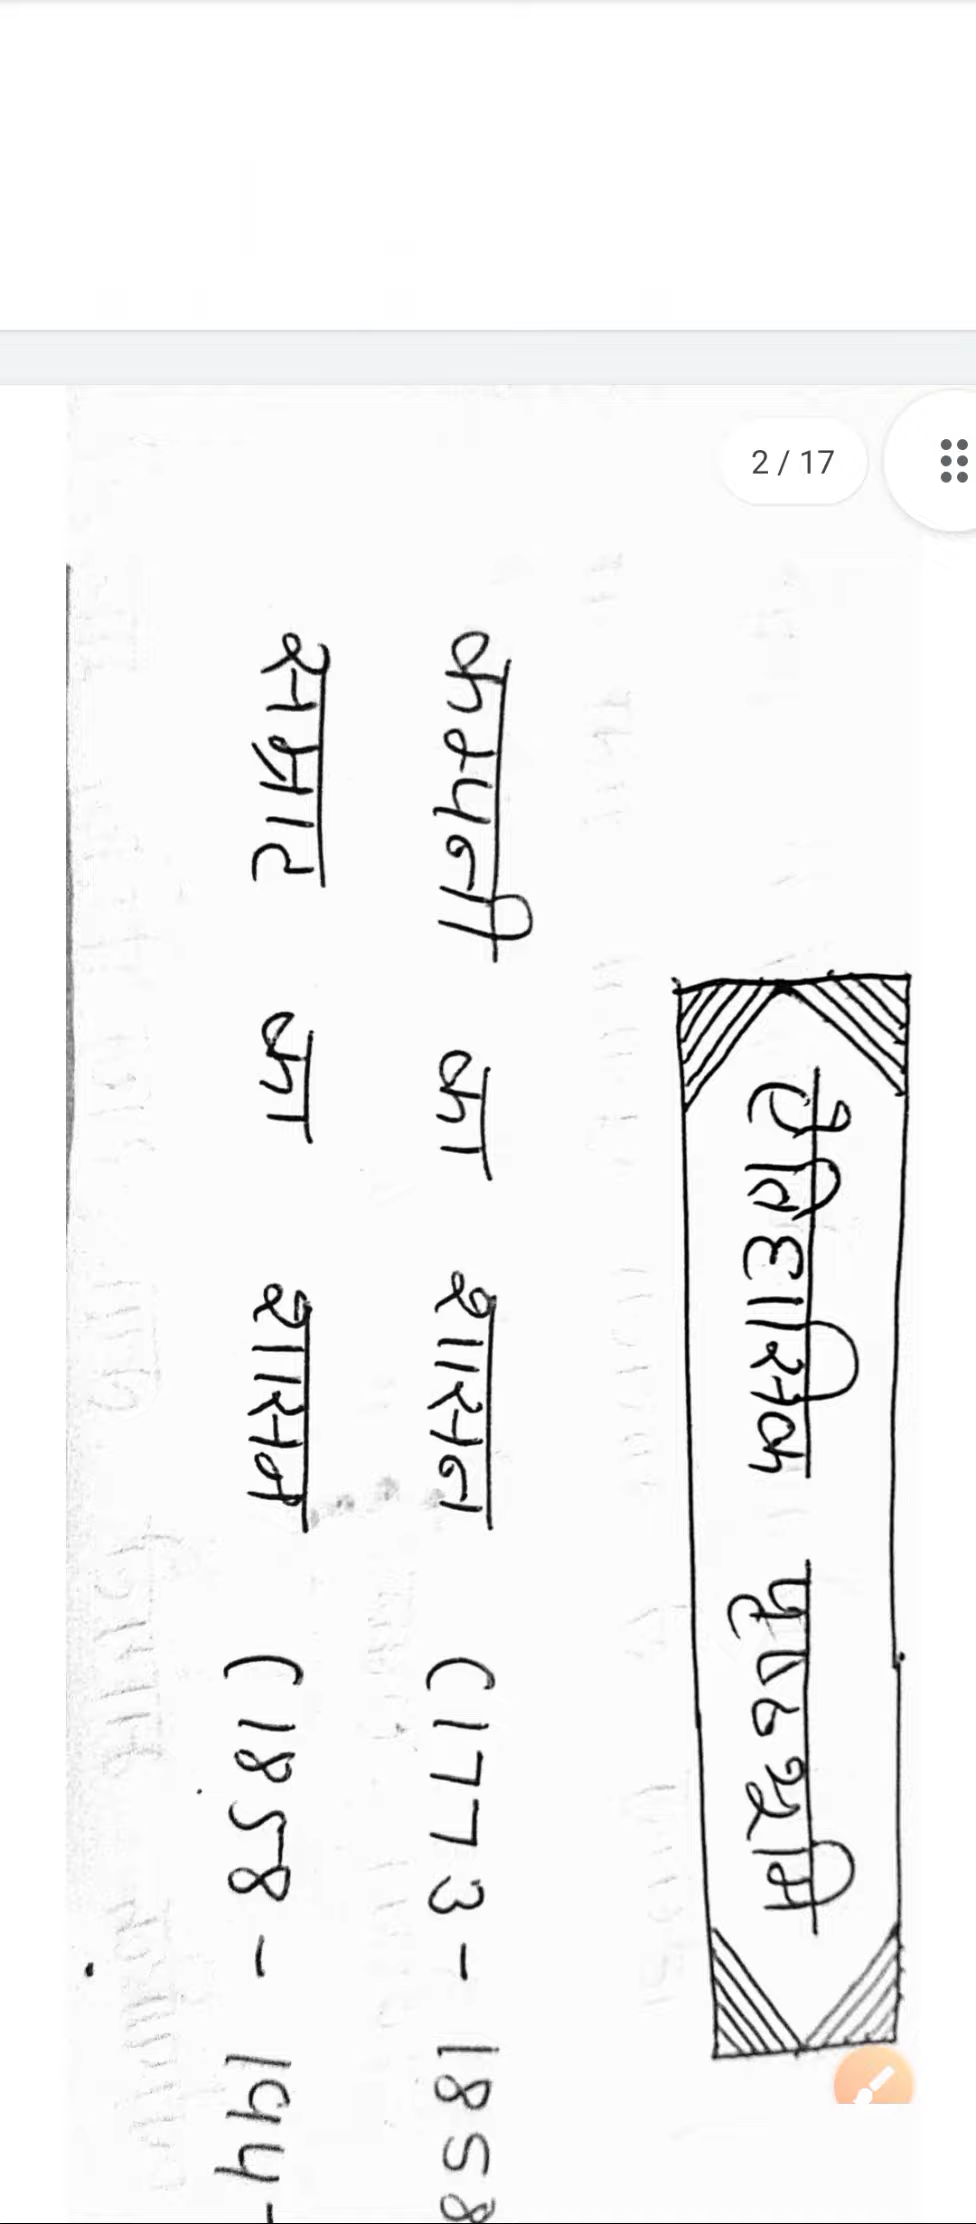 2 / 17
ऐतिहासिक पृष्ठभूमि
कम्पनी का शासन (1773 - 1858
सम्राट का शासन (1858 - 194